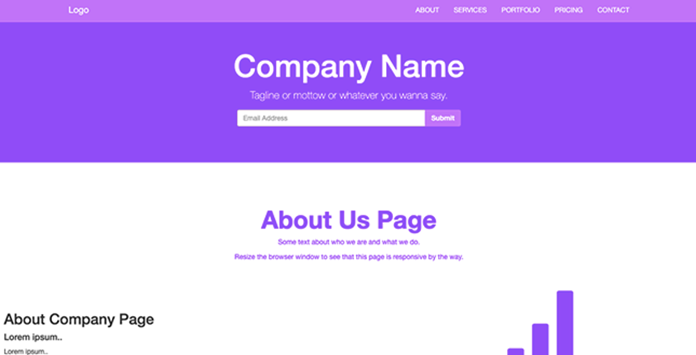 Logo
ABOUT SERVICES PORTFOLIO PRICING CONTACT
Company Name
Tagline or mottow or whatever you wanna say.
Email Address Submit
About Us Page
Some text about who we are and what we do.
Resize the browser window to see that this page is responsive by the way.
About Company Page
Lorem ipsum..
Lorem ipsum..